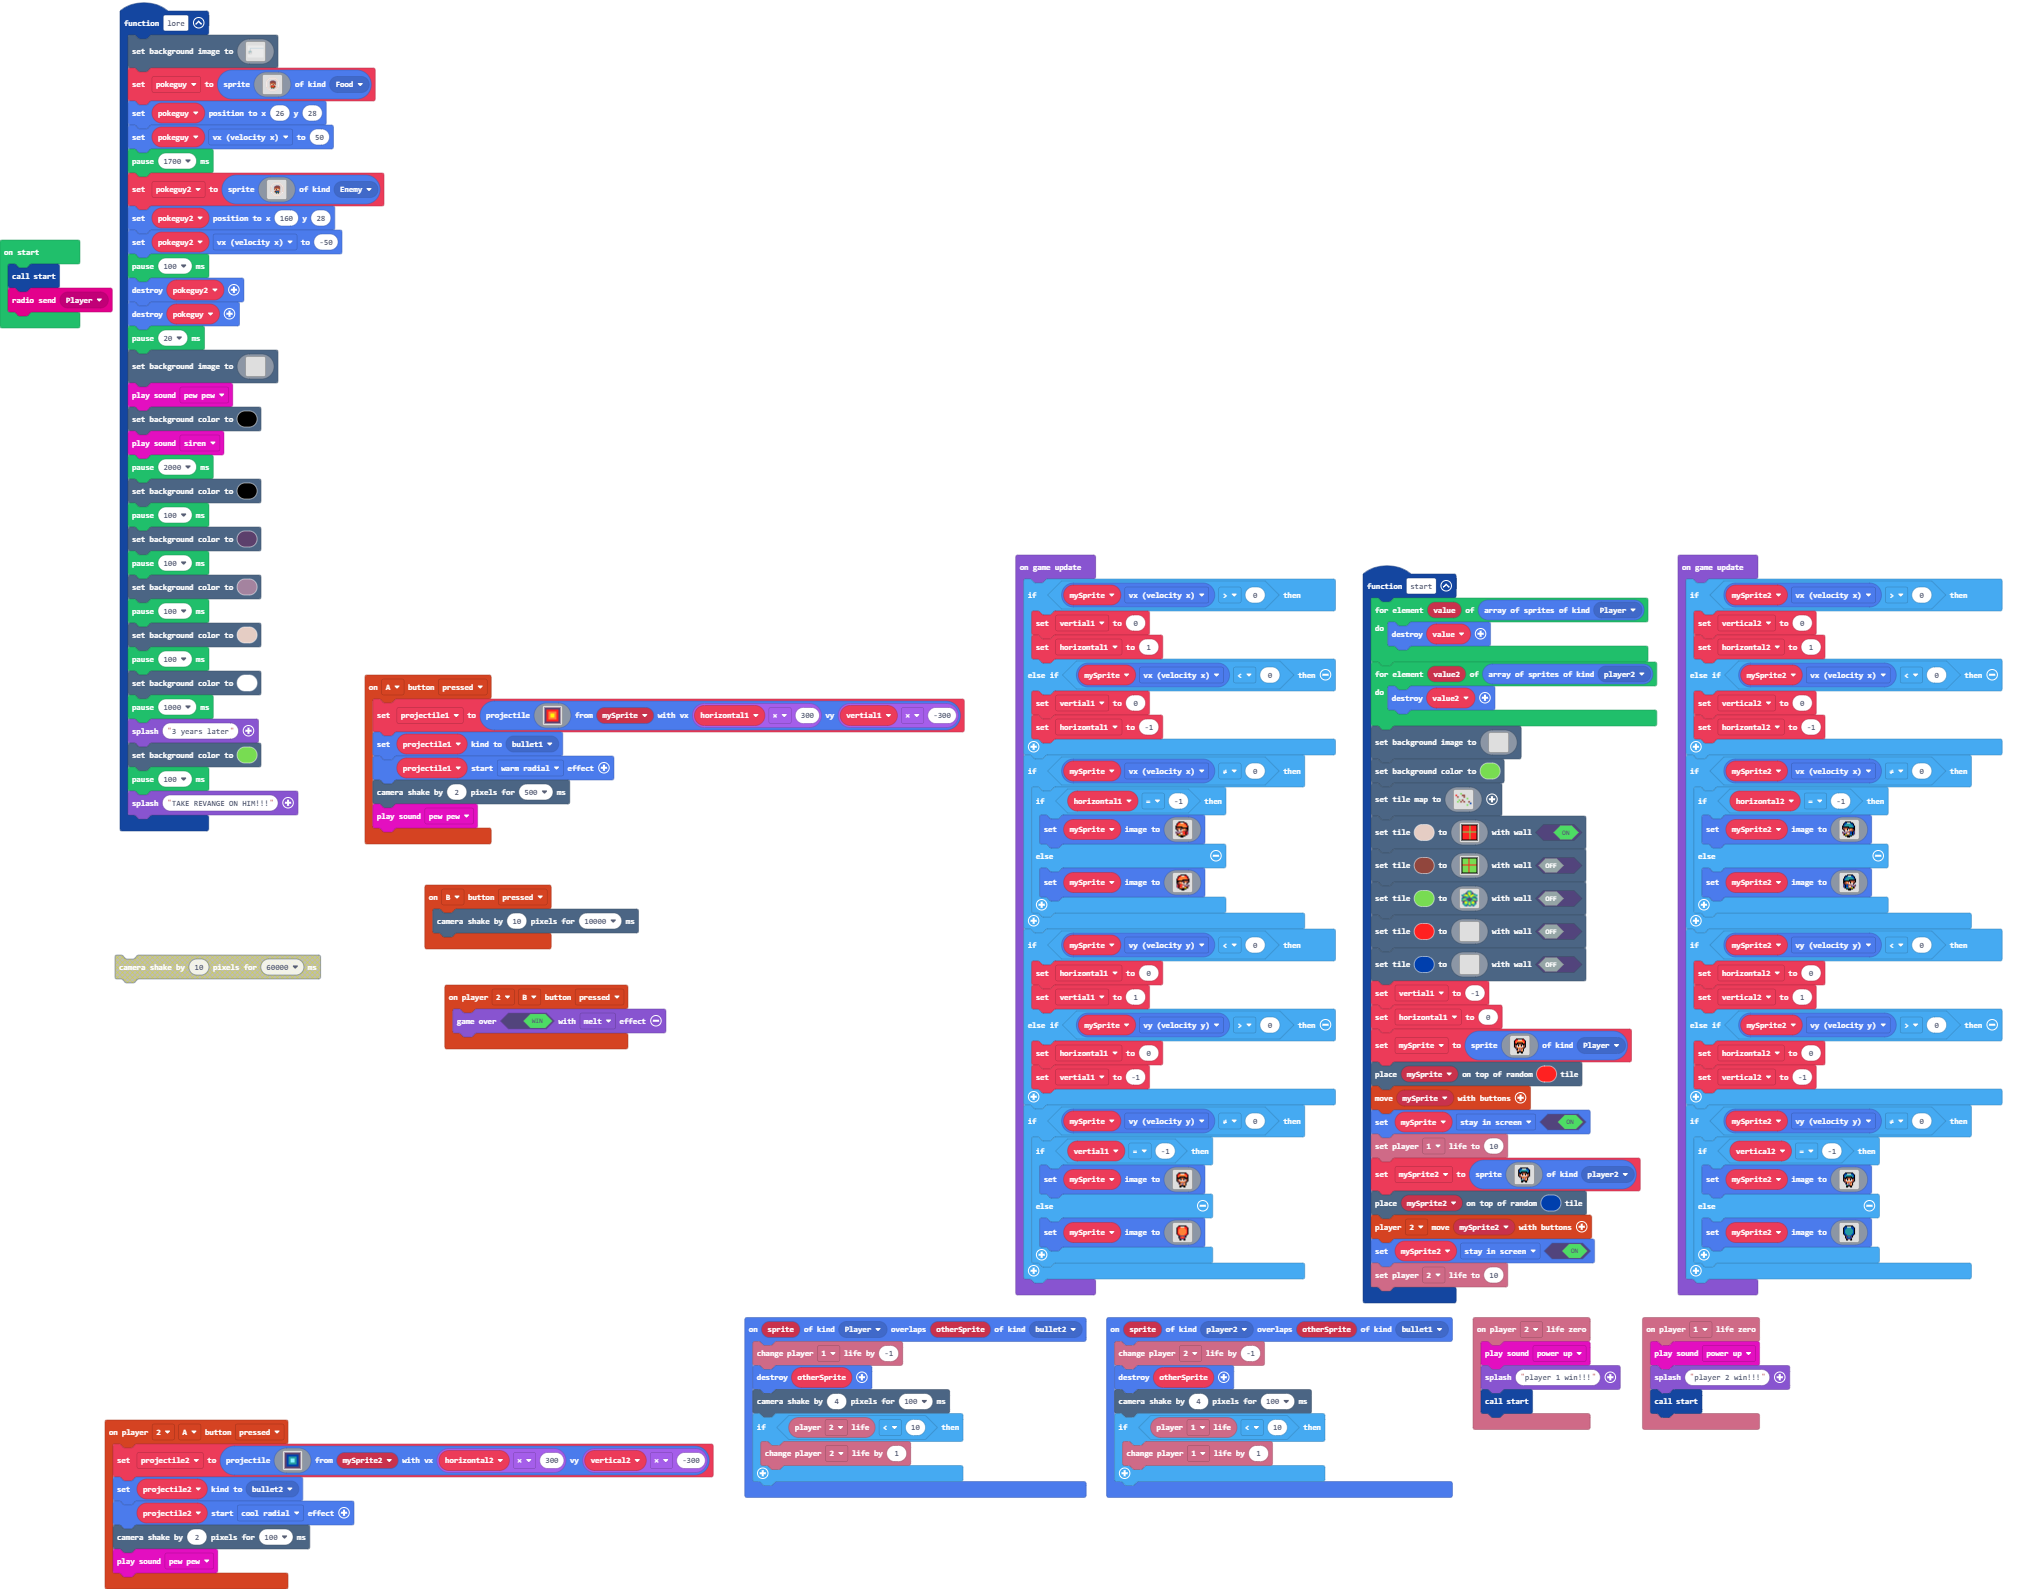 function lore
set background image to
set pokeguy to sprite of kind Food
set pokeguy position to x 26 y 28
set pokeguy vx (velocity x) to 50
pause 1700 ms
set pokeguy2 to sprite of kind Enemy
set pokeguy2 position to x 160 y 28
set pokeguy2 vx (velocity x) to -50
pause 100 ms
destroy pokeguy2
destroy pokeguy
pause 20 ms
set background image to
play sound pew pew
set background color to
play sound siren
pause 2000 ms
set background color to
pause 100 ms
set background color to
pause 100 ms
set background color to
pause 100 ms
set background color to
pause 100 ms
set background color to
pause 1000 ms
splash "3 years later"
set background color to
pause 100 ms
splash "TAKE REVANGE ON HIM!!!"
on start
call start
radio send Player
on A button pressed
set projectile1 to projectile from mySprite with vx horizontal1 × 300 vy vertial1 × -300
set projectile1 kind to bullet1
projectile1 start warm radial effect
camera shake by 2 pixels for 500 ms
play sound pew pew
on B button pressed
camera shake by 10 pixels for 10000 ms
camera shake by 10 pixels for 60000 ms
on player 2 B button pressed
game over WIN with melt effect
on game update
if mySprite vx (velocity x) > 0 then
set vertial1 to 0
set horizontal1 to 1
else if mySprite vx (velocity x) < 0 then
set vertial1 to 0
set horizontal1 to -1
if mySprite vx (velocity x) ≠ 0 then
if horizontal1 = -1 then
set mySprite image to
else
set mySprite image to
if mySprite vy (velocity y) < 0 then
set horizontal1 to 0
set vertial1 to 1
else if mySprite vy (velocity y) > 0 then
set horizontal1 to 0
set vertial1 to -1
if mySprite vy (velocity y) ≠ 0 then
if vertial1 = -1 then
set mySprite image to
else
set mySprite image to
function start
for element value of array of sprites of kind Player
do destroy value
for element value2 of array of sprites of kind player2
do destroy value2
set background image to
set background color to
set tile map to
set tile to with wall ON
set tile to with wall OFF
set tile to with wall OFF
set tile to with wall OFF
set tile to with wall OFF
set vertial1 to -1
set horizontal1 to 0
set mySprite to sprite of kind Player
place mySprite on top of random tile
move mySprite with buttons
set mySprite stay in screen ON
set player 1 life to 10
set mySprite2 to sprite of kind player2
place mySprite2 on top of random tile
player 2 move mySprite2 with buttons
set mySprite2 stay in screen ON
set player 2 life to 10
on game update
if mySprite2 vx (velocity x) > 0 then
set vertical2 to 0
set horizontal2 to 1
else if mySprite2 vx (velocity x) < 0 then
set vertical2 to 0
set horizontal2 to -1
if mySprite2 vx (velocity x) ≠ 0 then
if horizontal2 = -1 then
set mySprite2 image to
else
set mySprite2 image to
if mySprite2 vy (velocity y) < 0 then
set horizontal2 to 0
set vertical2 to 1
else if mySprite2 vy (velocity y) > 0 then
set horizontal2 to 0
set vertical2 to -1
if mySprite2 vy (velocity y) ≠ 0 then
if vertical2 = -1 then
set mySprite2 image to
else
set mySprite2 image to
on player 2 A button pressed
set projectile2 to projectile from mySprite2 with vx horizontal2 × 300 vy vertical2 × -300
set projectile2 kind to bullet2
projectile2 start cool radial effect
camera shake by 2 pixels for 100 ms
play sound pew pew
on sprite of kind Player overlaps otherSprite of kind bullet2
change player 1 life by -1
destroy otherSprite
camera shake by 4 pixels for 100 ms
if player 2 life < 10 then
change player 2 life by 1
on sprite of kind player2 overlaps otherSprite of kind bullet1
change player 2 life by -1
destroy otherSprite
camera shake by 4 pixels for 100 ms
if player 1 life < 10 then
change player 1 life by 1
on player 2 life zero
play sound power up
splash "player 1 win!!!"
call start
on player 1 life zero
play sound power up
splash "player 2 win!!!"
call start